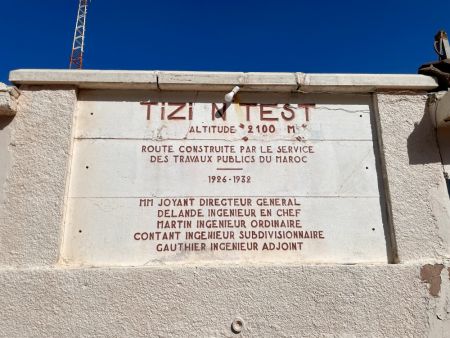 TIZI N TEST
ALTITUDE 2100 M
ROUTE CONSTRUITE PAR LE SERVICE
DES TRAVAUX PUBLICS DU MAROC
1926-1932
MM JOYANT DIRECTEUR GENERAL
DELANDE INGENIEUR EN CHEF
MARTIN INGENIEUR ORDINAIRE
CONTANT INGENIEUR SUBDIVISIONNAIRE
GAUTHIER INGENIEUR ADJOINT